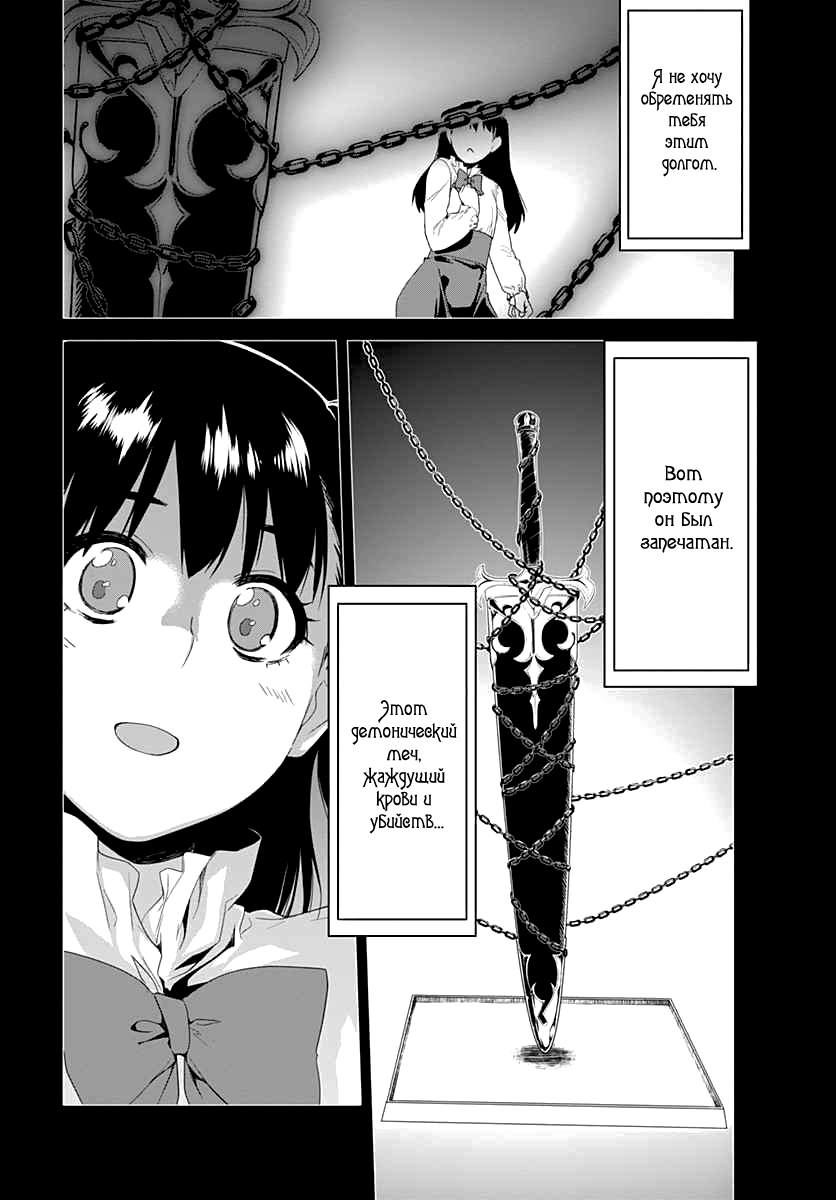 Я не хочу
обременять
тебя
этим
долгом.
Вот
поэтому
он был
запечатан.
Этот
демонический
меч,
жаждущий
крови и
убийств...